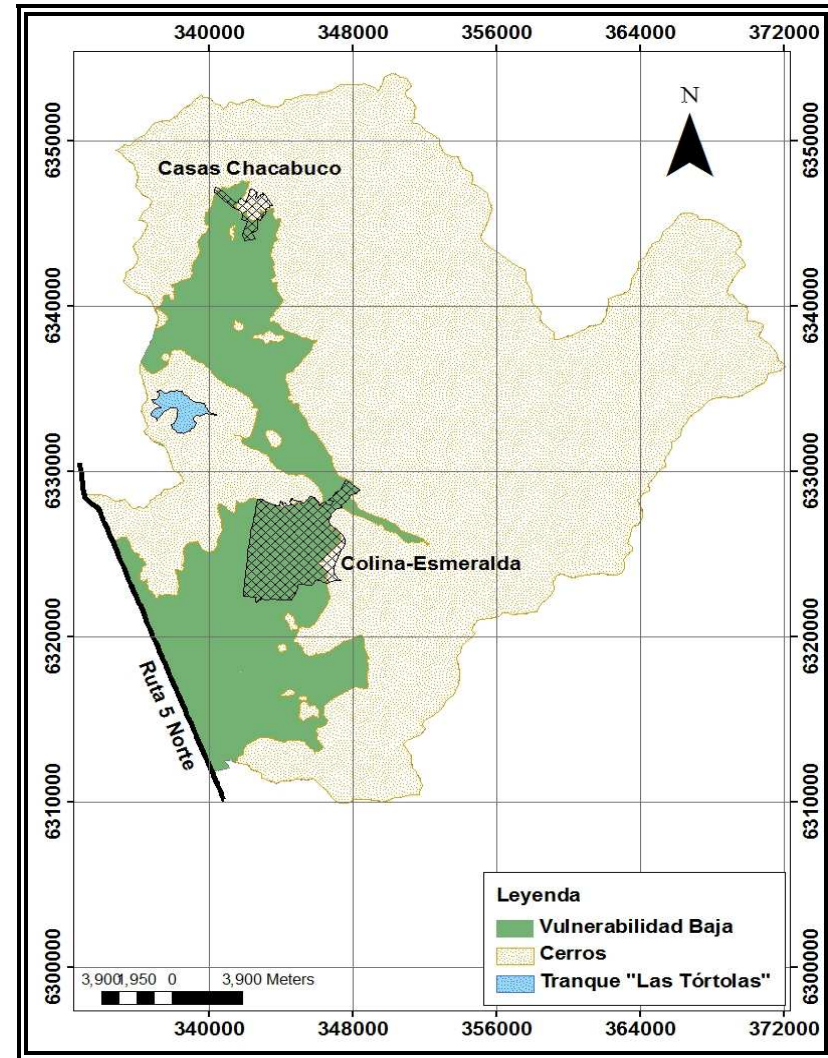 340000 348000 356000 364000 372000
N
6350000 6350000
Casas Chacabuco
6340000 6340000
6330000 6330000
Colina-Esmeralda
6320000 6320000
Ruta 5 Norte
6310000 6310000
Leyenda
Vulnerabilidad Baja
Cerros
Tranque "Las Tórtolas"
6300000 6300000
3,900 1,950 0 3,900 Meters
340000 348000 356000 364000 372000